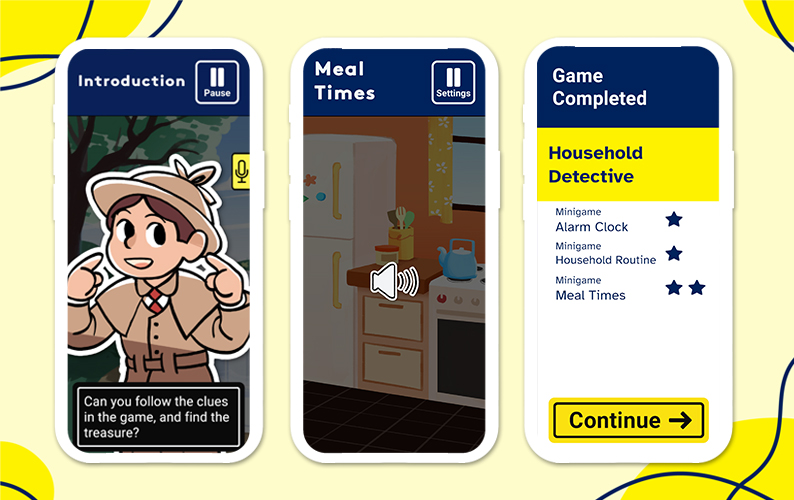 Introduction
Pause
Can you follow the clues
in the game, and find the
treasure?
Meal
Times
Settings
Game
Completed
Household
Detective
Minigame
Alarm Clock
Minigame
Household Routine
Minigame
Meal Times
Continue